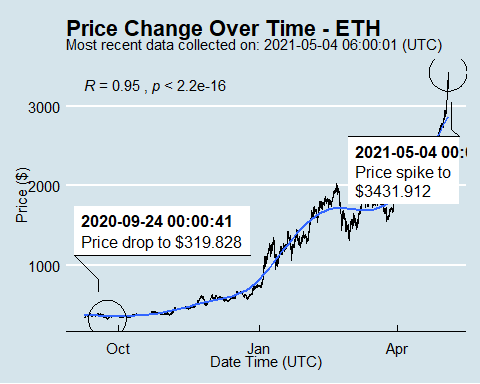 Price Change Over Time - ETH
Most recent data collected on: 2021-05-04 06:00:01 (UTC)
R = 0.95 , p < 2.2e-16
3000
2000
1000
Price ($)
2021-05-04 00:0
Price spike to
$3431.912
2020-09-24 00:00:41
Price drop to $319.828
Oct
Jan
Apr
Date Time (UTC)